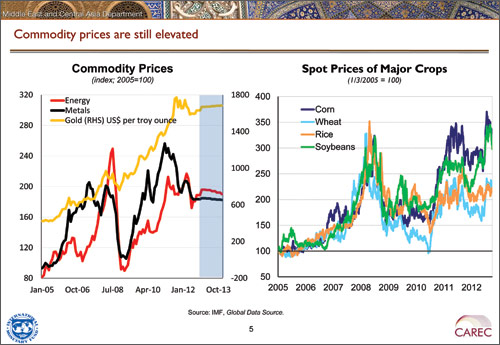 Middle East and Central Asia Department
Commodity prices are still elevated
Commodity Prices
(index; 2005=100)
Energy
Metals
Gold (RHS) US$ per troy ounce
320
280
240
200
160
120
80
1800
1400
1000
600
200
-200
Jan-05 Oct-06 Jul-08 Apr-10 Jan-12 Oct-13
Spot Prices of Major Crops
(1/3/2005 = 100)
Corn
Wheat
Rice
Soybeans
400
350
300
250
200
150
100
50
2005 2006 2007 2008 2009 2010 2011 2012
Source: IMF, Global Data Source.
5
CAREC